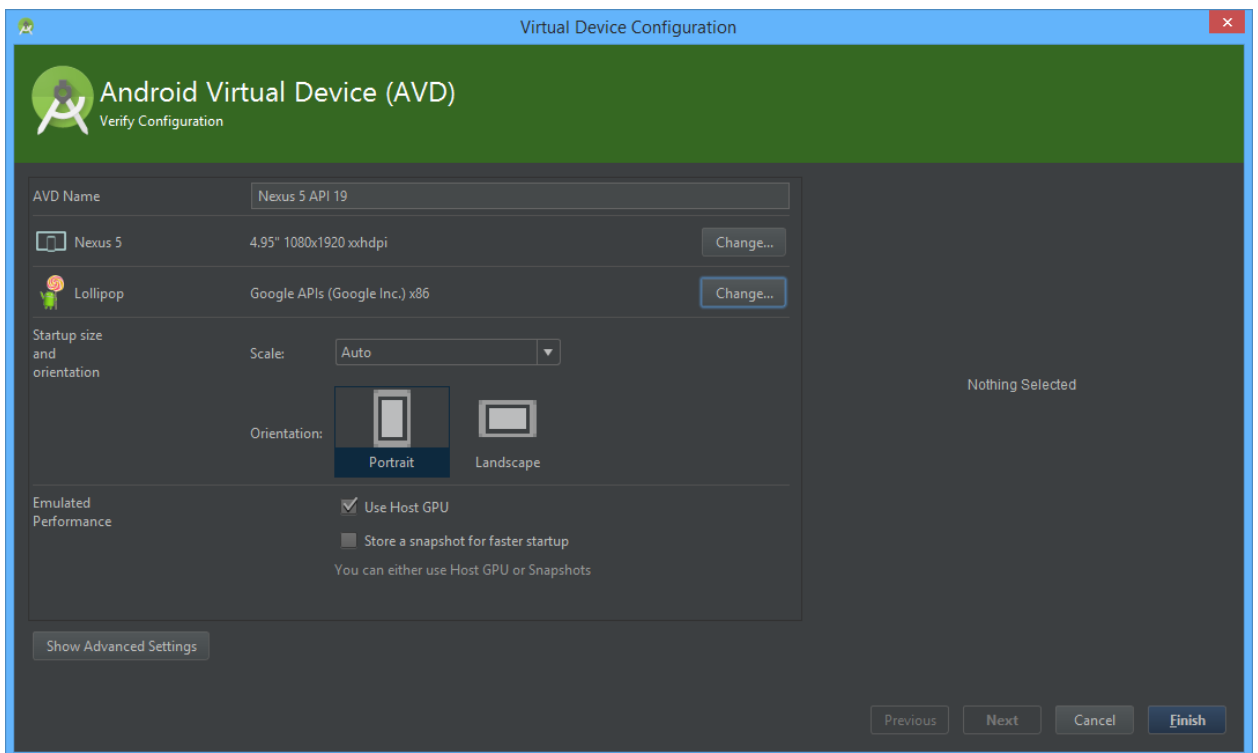 Virtual Device Configuration
Android Virtual Device (AVD)
Verify Configuration
AVD Name
Nexus 5 API 19
Nexus 5
4.95" 1080x1920 xxhdpi
Change...
Lollipop
Google APIs (Google Inc.) x86
Change...
Startup size
and
orientation
Scale:
Auto
Orientation:
Portrait
Landscape
Emulated
Performance
Use Host GPU
Store a snapshot for faster startup
You can either use Host GPU or Snapshots
Nothing Selected
Show Advanced Settings
Previous
Next
Cancel
Finish